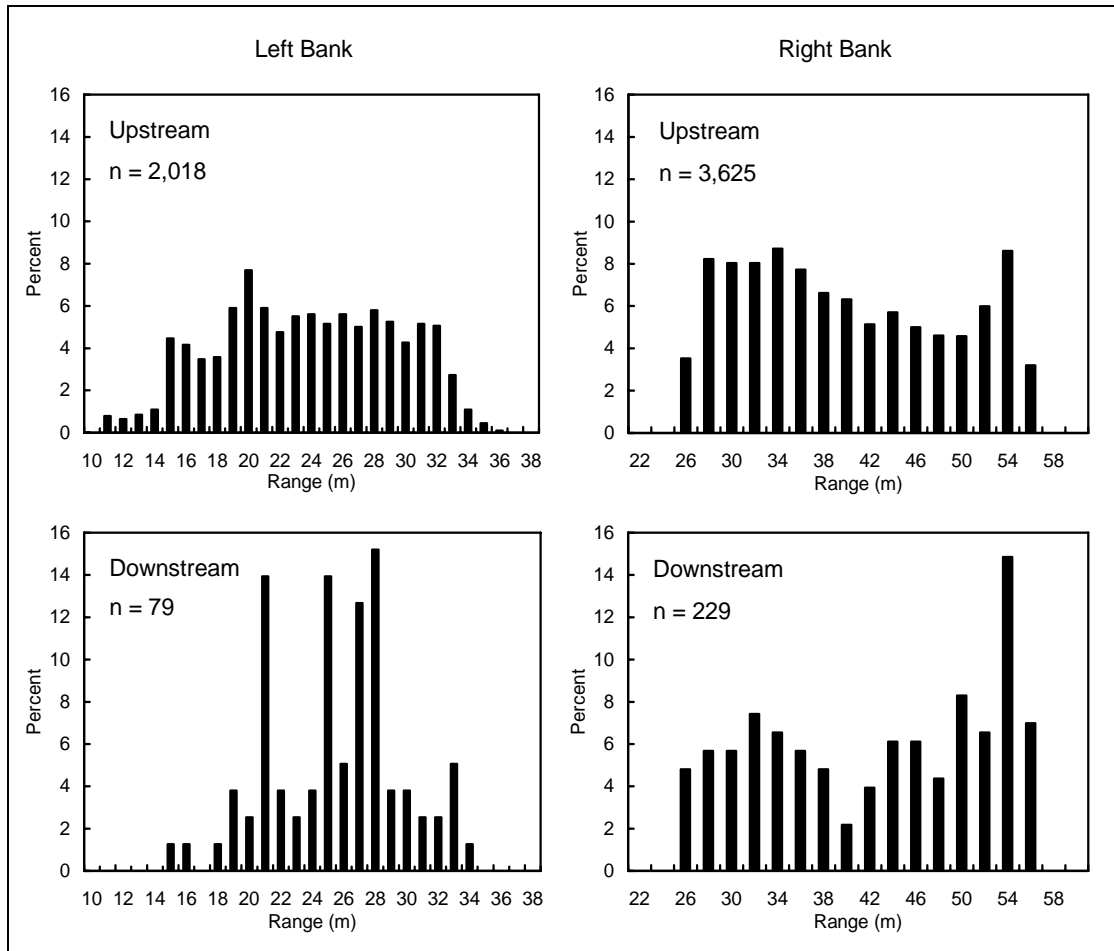 Left Bank
Right Bank
16
14
12
10
8
6
4
2
0
Percent
Upstream
n = 2,018
10 12 14 16 18 20 22 24 26 28 30 32 34 36 38
Range (m)
16
14
12
10
8
6
4
2
0
Percent
Upstream
n = 3,625
22 26 30 34 38 42 46 50 54 58
Range (m)
16
14
12
10
8
6
4
2
0
Percent
Downstream
n = 79
10 12 14 16 18 20 22 24 26 28 30 32 34 36 38
Range (m)
16
14
12
10
8
6
4
2
0
Percent
Downstream
n = 229
22 26 30 34 38 42 46 50 54 58
Range (m)